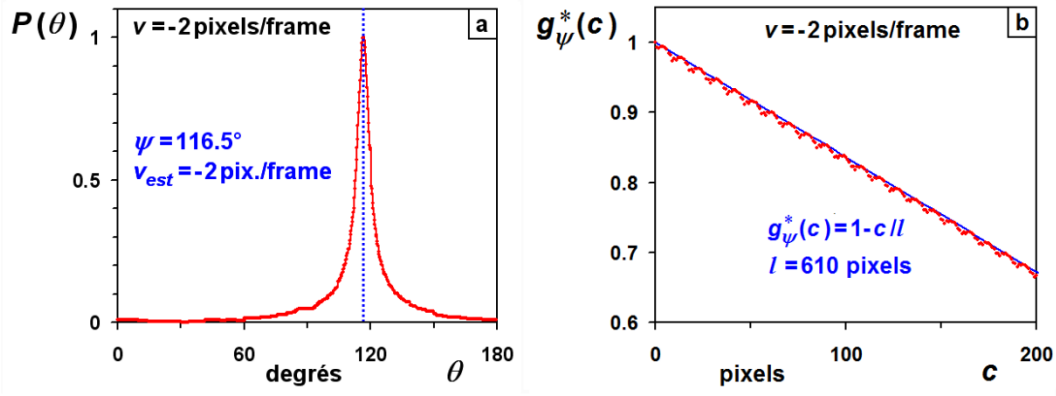 P(θ)
v=-2 pixels/frame
a
1
0.5
0
ψ=116.5°
v_est=-2 pix./frame
0 60 120 180
degrés θ
g*_ψ(c)
v=-2 pixels/frame
b
1
0.9
0.8
0.7
0.6
g*_ψ(c)=1-c/l
l=610 pixels
0 100 200
pixels c